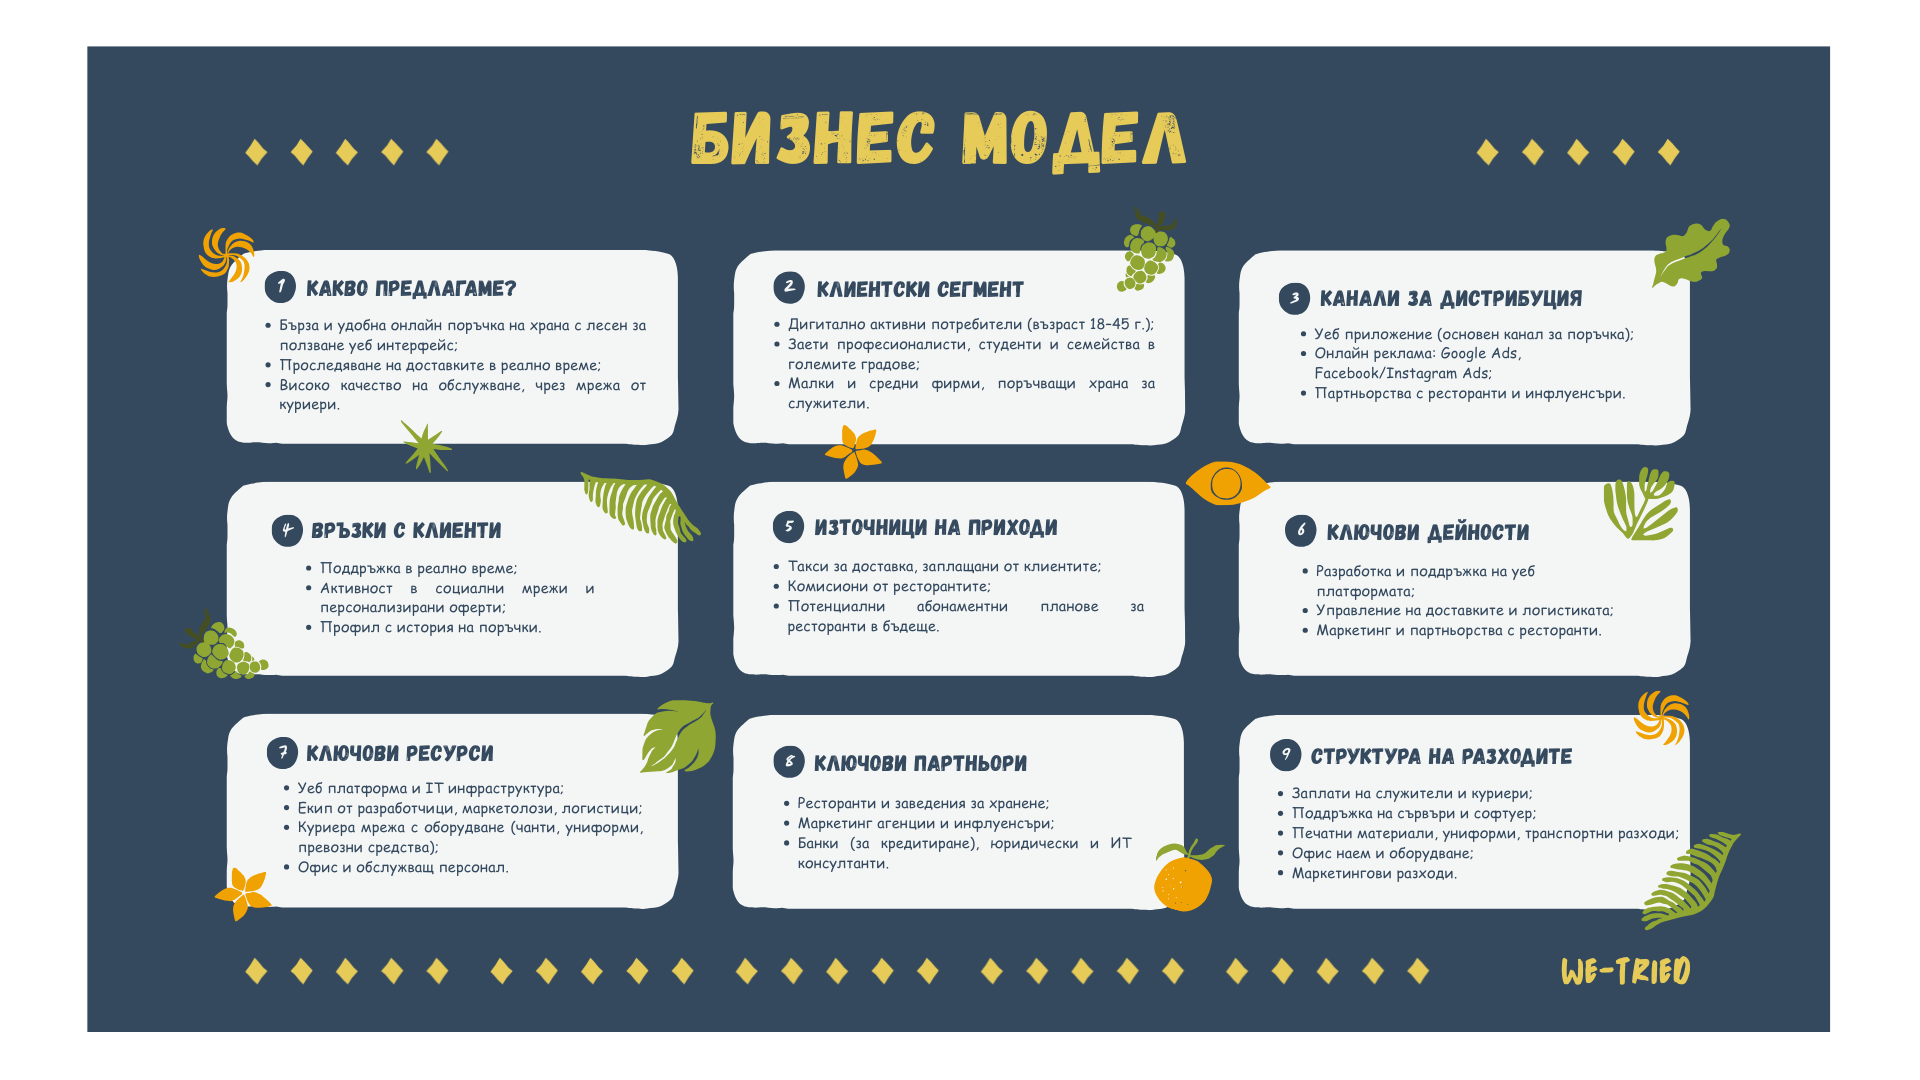 БИЗНЕС МОДЕЛ
1 КАКВО ПРЕДЛАГАМЕ?
• Бърза и удобна онлайн поръчка на храна с лесен за
ползване уеб интерфейс;
• Проследяване на доставките в реално време;
• Високо качество на обслужване, чрез мрежа от
куриери.
2 КЛИЕНТСКИ СЕГМЕНТ
• Дигитално активни потребители (възраст 18–45 г.);
• Заети професионалисти, студенти и семейства в
големите градове;
• Малки и средни фирми, поръчващи храна за
служители.
3 КАНАЛИ ЗА ДИСТРИБУЦИЯ
• Уеб приложение (основен канал за поръчка);
• Онлайн реклама: Google Ads,
Facebook/Instagram Ads;
• Партньорства с ресторанти и инфлуенсъри.
4 ВРЪЗКИ С КЛИЕНТИ
• Поддръжка в реално време;
• Активност в социални мрежи и
персонализирани оферти;
• Профил с история на поръчки.
5 ИЗТОЧНИЦИ НА ПРИХОДИ
• Такси за доставка, заплащани от клиентите;
• Комисиони от ресторантите;
• Потенциални абонаментни планове за
ресторанти в бъдеще.
6 КЛЮЧОВИ ДЕЙНОСТИ
• Разработка и поддръжка на уеб
платформата;
• Управление на доставките и логистиката;
• Маркетинг и партньорства с ресторанти.
7 КЛЮЧОВИ РЕСУРСИ
• Уеб платформа и IT инфраструктура;
• Екип от разработчици, маркетолози, логистици;
• Куриера мрежа с оборудване (чанти, униформи,
превозни средства);
• Офис и обслужващ персонал.
8 КЛЮЧОВИ ПАРТНЬОРИ
• Ресторанти и заведения за хранене;
• Маркетинг агенции и инфлуенсъри;
• Банки (за кредитиране), юридически и ИТ
консултанти.
9 СТРУКТУРА НА РАЗХОДИТЕ
• Заплати на служители и куриери;
• Поддръжка на сървъри и софтуер;
• Печатни материали, униформи, транспортни разходи;
• Офис наем и оборудване;
• Маркетингови разходи.
WE-TRIED